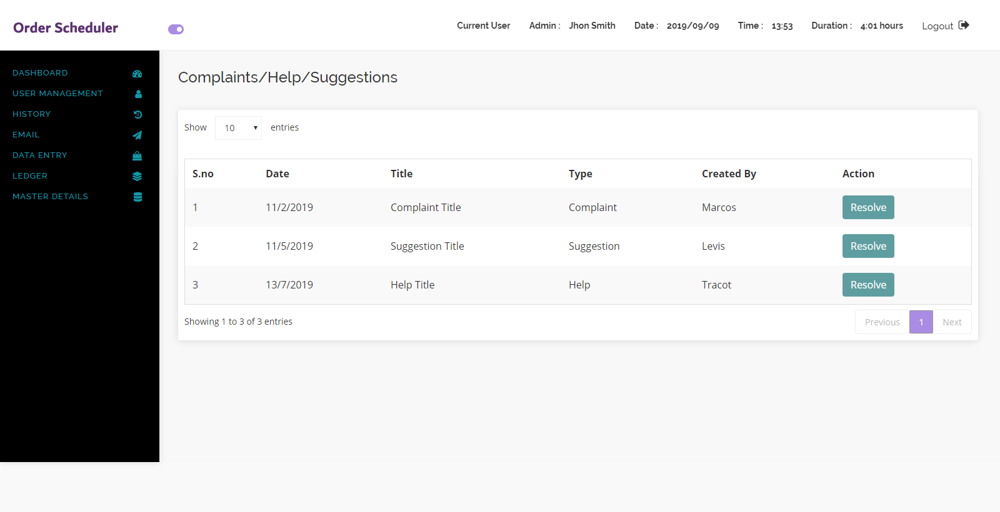 Order Scheduler
Current User Admin : Jhon Smith Date : 2019/09/09 Time : 13:53 Duration : 4:01 hours Logout
DASHBOARD
USER MANAGEMENT
HISTORY
EMAIL
DATA ENTRY
LEDGER
MASTER DETAILS
Complaints/Help/Suggestions
Show 10 entries
S.no Date Title Type Created By Action
1 11/2/2019 Complaint Title Complaint Marcos Resolve
2 11/5/2019 Suggestion Title Suggestion Levis Resolve
3 13/7/2019 Help Title Help Tracot Resolve
Showing 1 to 3 of 3 entries
Previous 1 Next